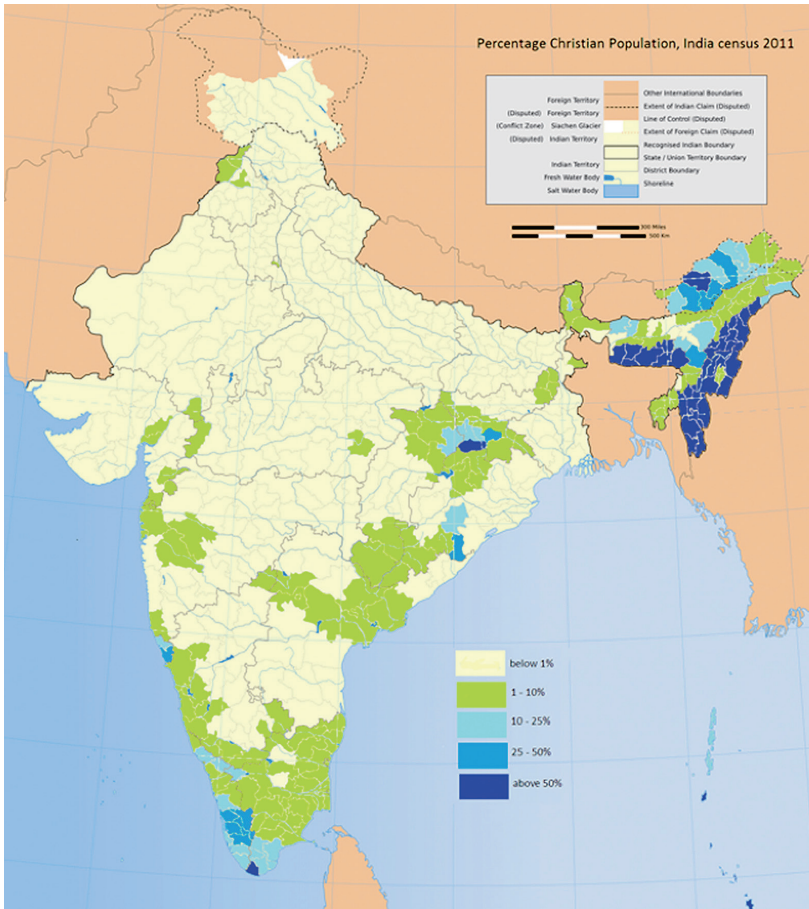 Percentage Christian Population, India census 2011
Foreign Territory
(Disputed) Foreign Territory
(Conflict Zone) Siachen Glacier
(Disputed) Indian Territory
Indian Territory
Fresh Water Body
Salt Water Body
Other International Boundaries
Extent of Indian Claim (Disputed)
Line of Control (Disputed)
Extent of Foreign Claim (Disputed)
Recognised Indian Boundary
State / Union Territory Boundary
District Boundary
Shoreline
300 Miles
500 Km
below 1%
1 - 10%
10 - 25%
25 - 50%
above 50%